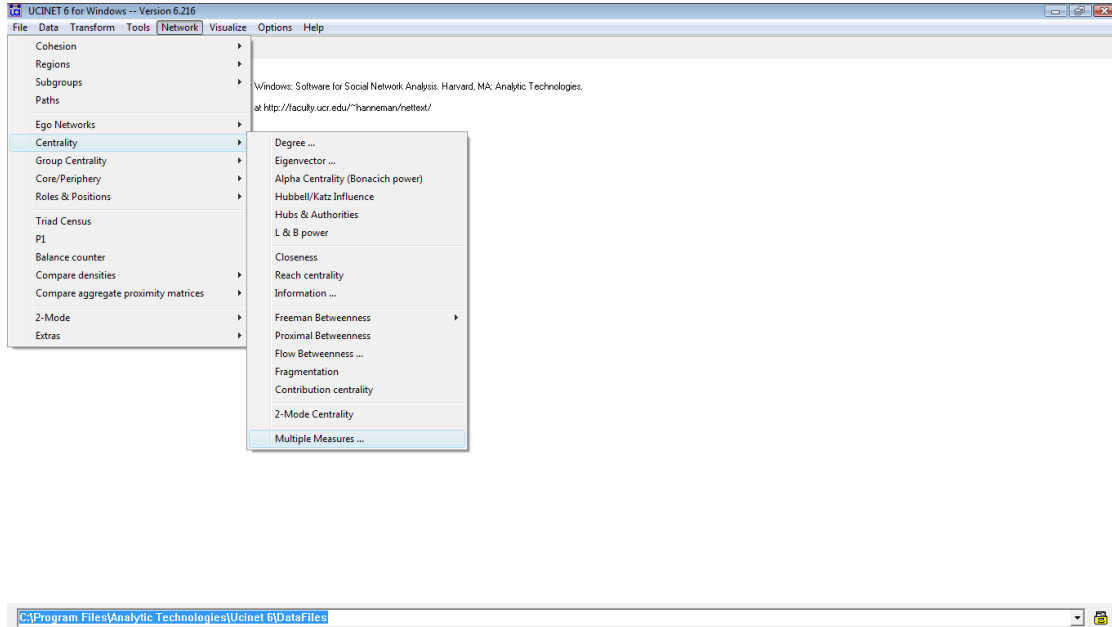 UCINET 6 for Windows -- Version 6.216
File Data Transform Tools Network Visualize Options Help
Cohesion
Regions
Subgroups
Paths
Ego Networks
Centrality
Group Centrality
Core/Periphery
Roles & Positions
Triad Census
P1
Balance counter
Compare densities
Compare aggregate proximity matrices
2-Mode
Extras
Windows: Software for Social Network Analysis. Harvard, MA: Analytic Technologies.
at http://faculty.ucr.edu/~hanneman/nettext/
Degree ...
Eigenvector ...
Alpha Centrality (Bonacich power)
Hubbell/Katz Influence
Hubs & Authorities
L & B power
Closeness
Reach centrality
Information ...
Freeman Betweenness
Proximal Betweenness
Flow Betweenness ...
Fragmentation
Contribution centrality
2-Mode Centrality
Multiple Measures ...
C:\Program Files\Analytic Technologies\Ucinet 6\DataFiles